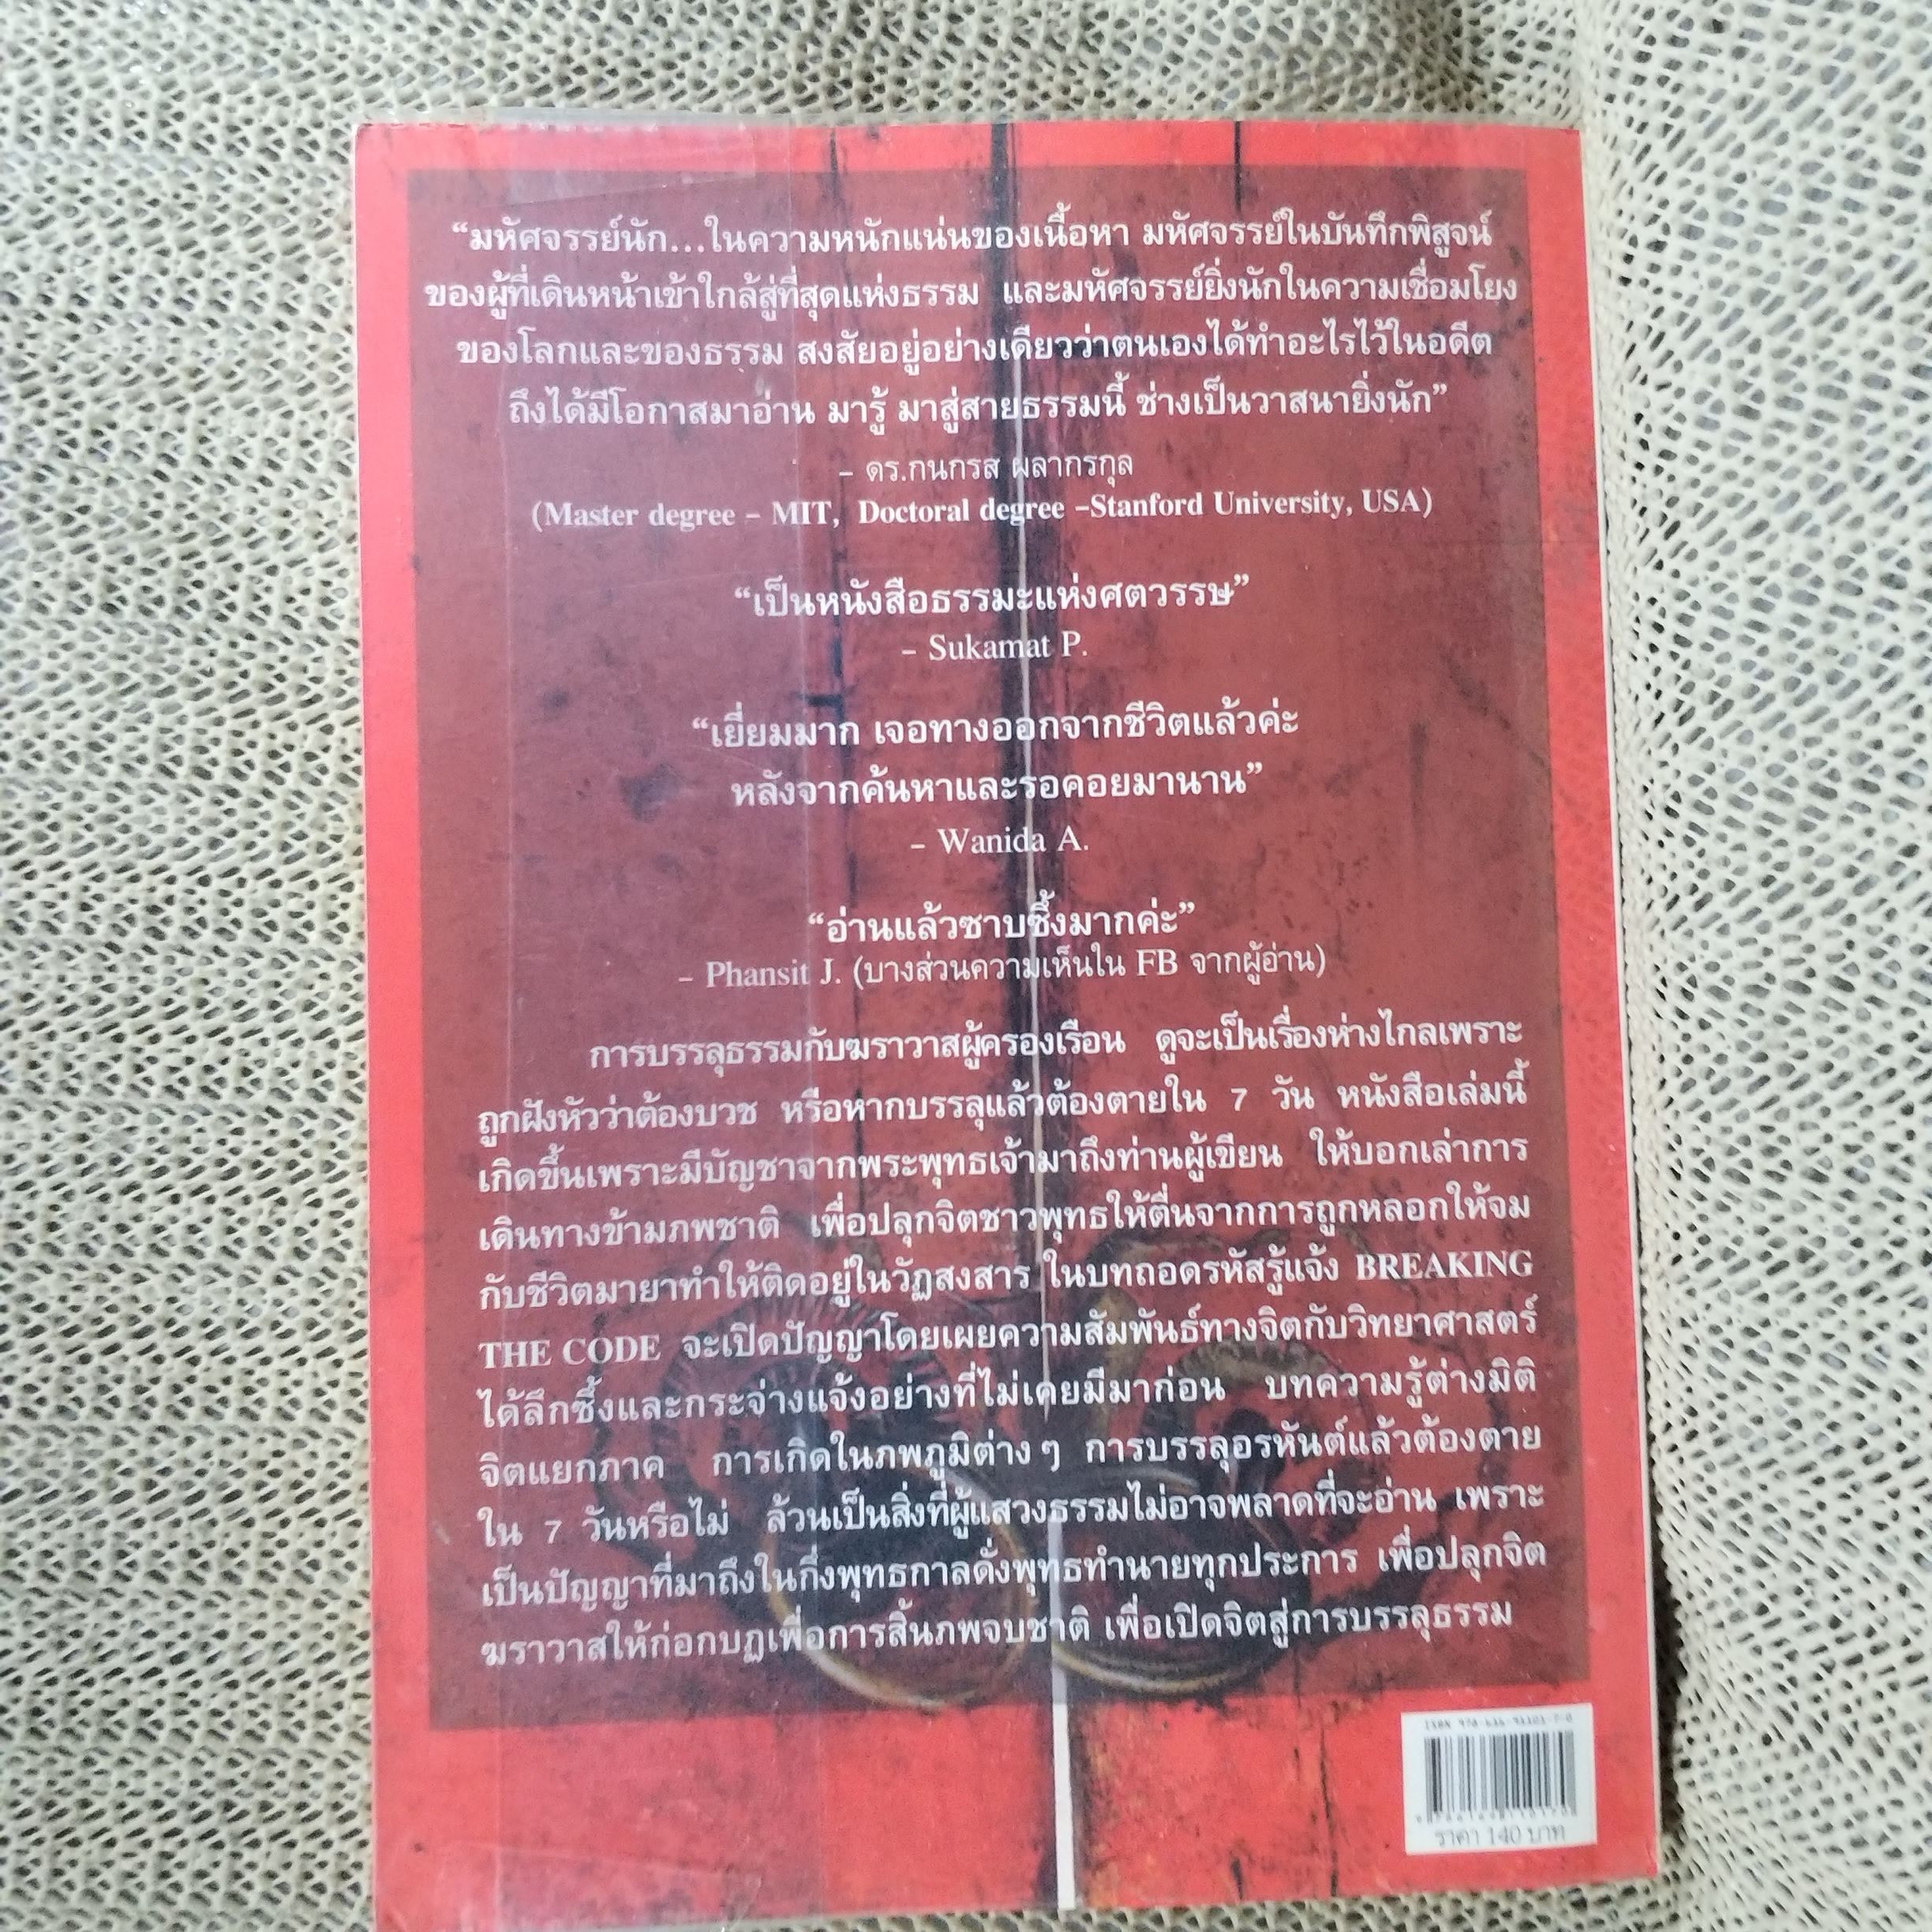 “มหัศจรรย์นัก...ในความหนักแน่นของเนื้อหา มหัศจรรย์ในบันทึกพิสูจน์
ของผู้ที่เดินหน้าเข้าใกล้สู่ที่สุดแห่งธรรม และมหัศจรรย์ยิ่งนักในความเชื่อมโยง
ของโลกและของธรรม สงสัยอยู่อย่างเดียวว่าตนเองได้ทำอะไรไว้ในอดีต
ถึงได้มีโอกาสมาอ่าน มารู้ มาสู่สายธรรมนี้ ช่างเป็นวาสนายิ่งนัก”
– ดร.กนกรส ผลากรกุล
(Master degree – MIT, Doctoral degree –Stanford University, USA)
“เป็นหนังสือธรรมะแห่งศตวรรษ”
– Sukamat P.
“เยี่ยมมาก เจอทางออกจากชีวิตแล้วค่ะ
หลังจากค้นหาและรอคอยมานาน”
– Wanida A.
“อ่านแล้วซาบซึ้งมากค่ะ”
– Phansit J. (บางส่วนความเห็นใน FB จากผู้อ่าน)
การบรรลุธรรมกับฆราวาสผู้ครองเรือน ดูจะเป็นเรื่องห่างไกลเพราะ
ถูกฝังหัวว่าต้องบวช หรือหากบรรลุแล้วต้องตายใน 7 วัน หนังสือเล่มนี้
เกิดขึ้นเพราะมีบัญชาจากพระพุทธเจ้ามาถึงท่านผู้เขียน ให้บอกเล่าการ
เดินทางข้ามภพชาติ เพื่อปลุกจิตชาวพุทธให้ตื่นจากการถูกหลอกให้จม
กับชีวิตมายาทำให้ติดอยู่ในวัฏสงสาร ในบทถอดรหัสรู้แจ้ง BREAKING
THE CODE จะเปิดปัญญาโดยเผยความสัมพันธ์ทางจิตกับวิทยาศาสตร์
ได้ลึกซึ้งและกระจ่างแจ้งอย่างที่ไม่เคยมีมาก่อน บทความรู้ต่างมิติ
จิตแยกภาค การเกิดในภพภูมิต่างๆ การบรรลุอรหันต์แล้วต้องตาย
ใน 7 วันหรือไม่ ล้วนเป็นสิ่งที่ผู้แสวงธรรมไม่อาจพลาดที่จะอ่าน เพราะ
เป็นปัญญาที่มาถึงในกึ่งพุทธกาลดั่งพุทธทำนายทุกประการ เพื่อปลุกจิต
ฆราวาสให้ก่อกบฏเพื่อการสิ้นภพจบชาติ เพื่อเปิดจิตสู่การบรรลุธรรม
ISBN
ราคา 140 บาท